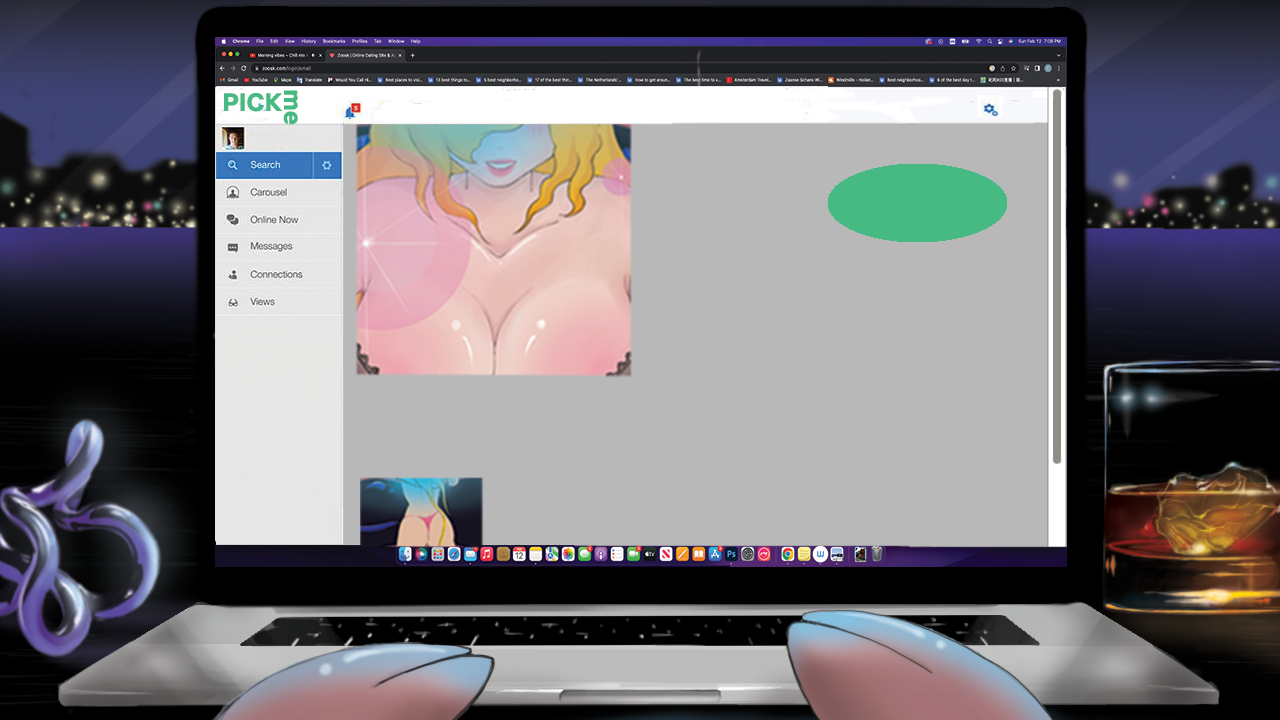 Chrome File Edit View History Bookmarks Profiles Tab Window Help
Sun Feb 12 7:08 PM
Morning vibes - Chill mix
Zoosk | Online Dating Site & A
zoosk.com/login/email
Gmail YouTube Maps Translate Would You Call Hi... Best places to visi... 13 best things to... 5 best neighborho... 17 of the best thin... The Netherlands'... How to get aroun... The best time to v... Amsterdam Travel... Zaanse Schans Wi... Windmills - Hollan... Best neighborhoo... 6 of the best day t...
PICK me
5
Search
Carousel
Online Now
Messages
Connections
Views
12
tv
Ps
W